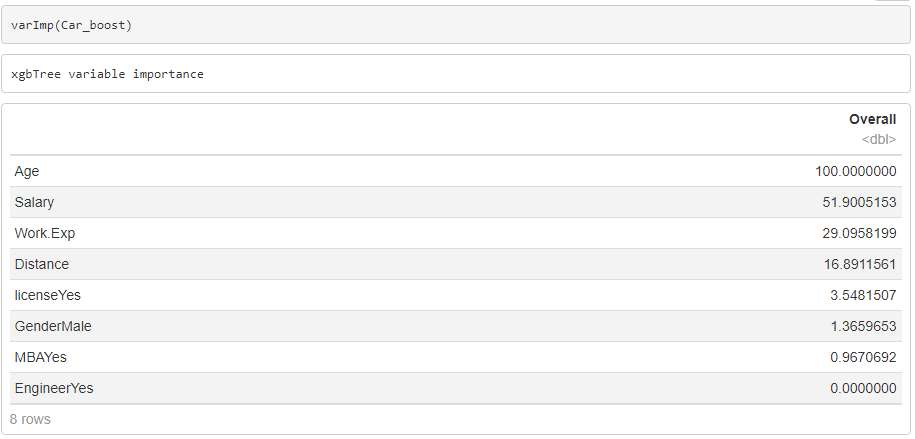 varImp(Car_boost)
xgbTree variable importance
Overall
<dbl>
Age 100.0000000
Salary 51.9005153
Work.Exp 29.0958199
Distance 16.8911561
licenseYes 3.5481507
GenderMale 1.3659653
MBAYes 0.9670692
EngineerYes 0.0000000
8 rows